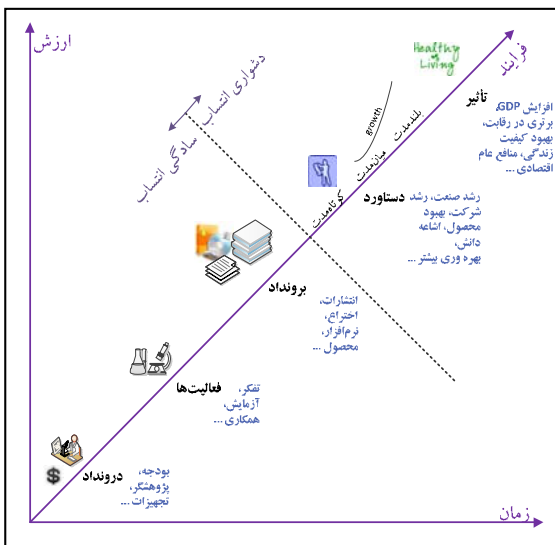 ارزش
فرایند
Healthy
Living
دشواری انتساب
سادگی انتساب
growth
بلندمدت
میان‌مدت
کوتاه‌مدت
تأثیر
افزایش GDP،
برتری در رقابت،
بهبود کیفیت
زندگی، منافع عام
اقتصادی ...
دستاورد
رشد صنعت، رشد
شرکت، بهبود
محصول، اشاعه
دانش،
بهره وری بیشتر ...
برونداد
انتشارات،
اختراع،
نرم‌افزار،
محصول ...
فعالیت‌ها
تفکر،
آزمایش،
همکاری ...
درونداد
بودجه،
پژوهشگر،
تجهیزات ...
$
زمان